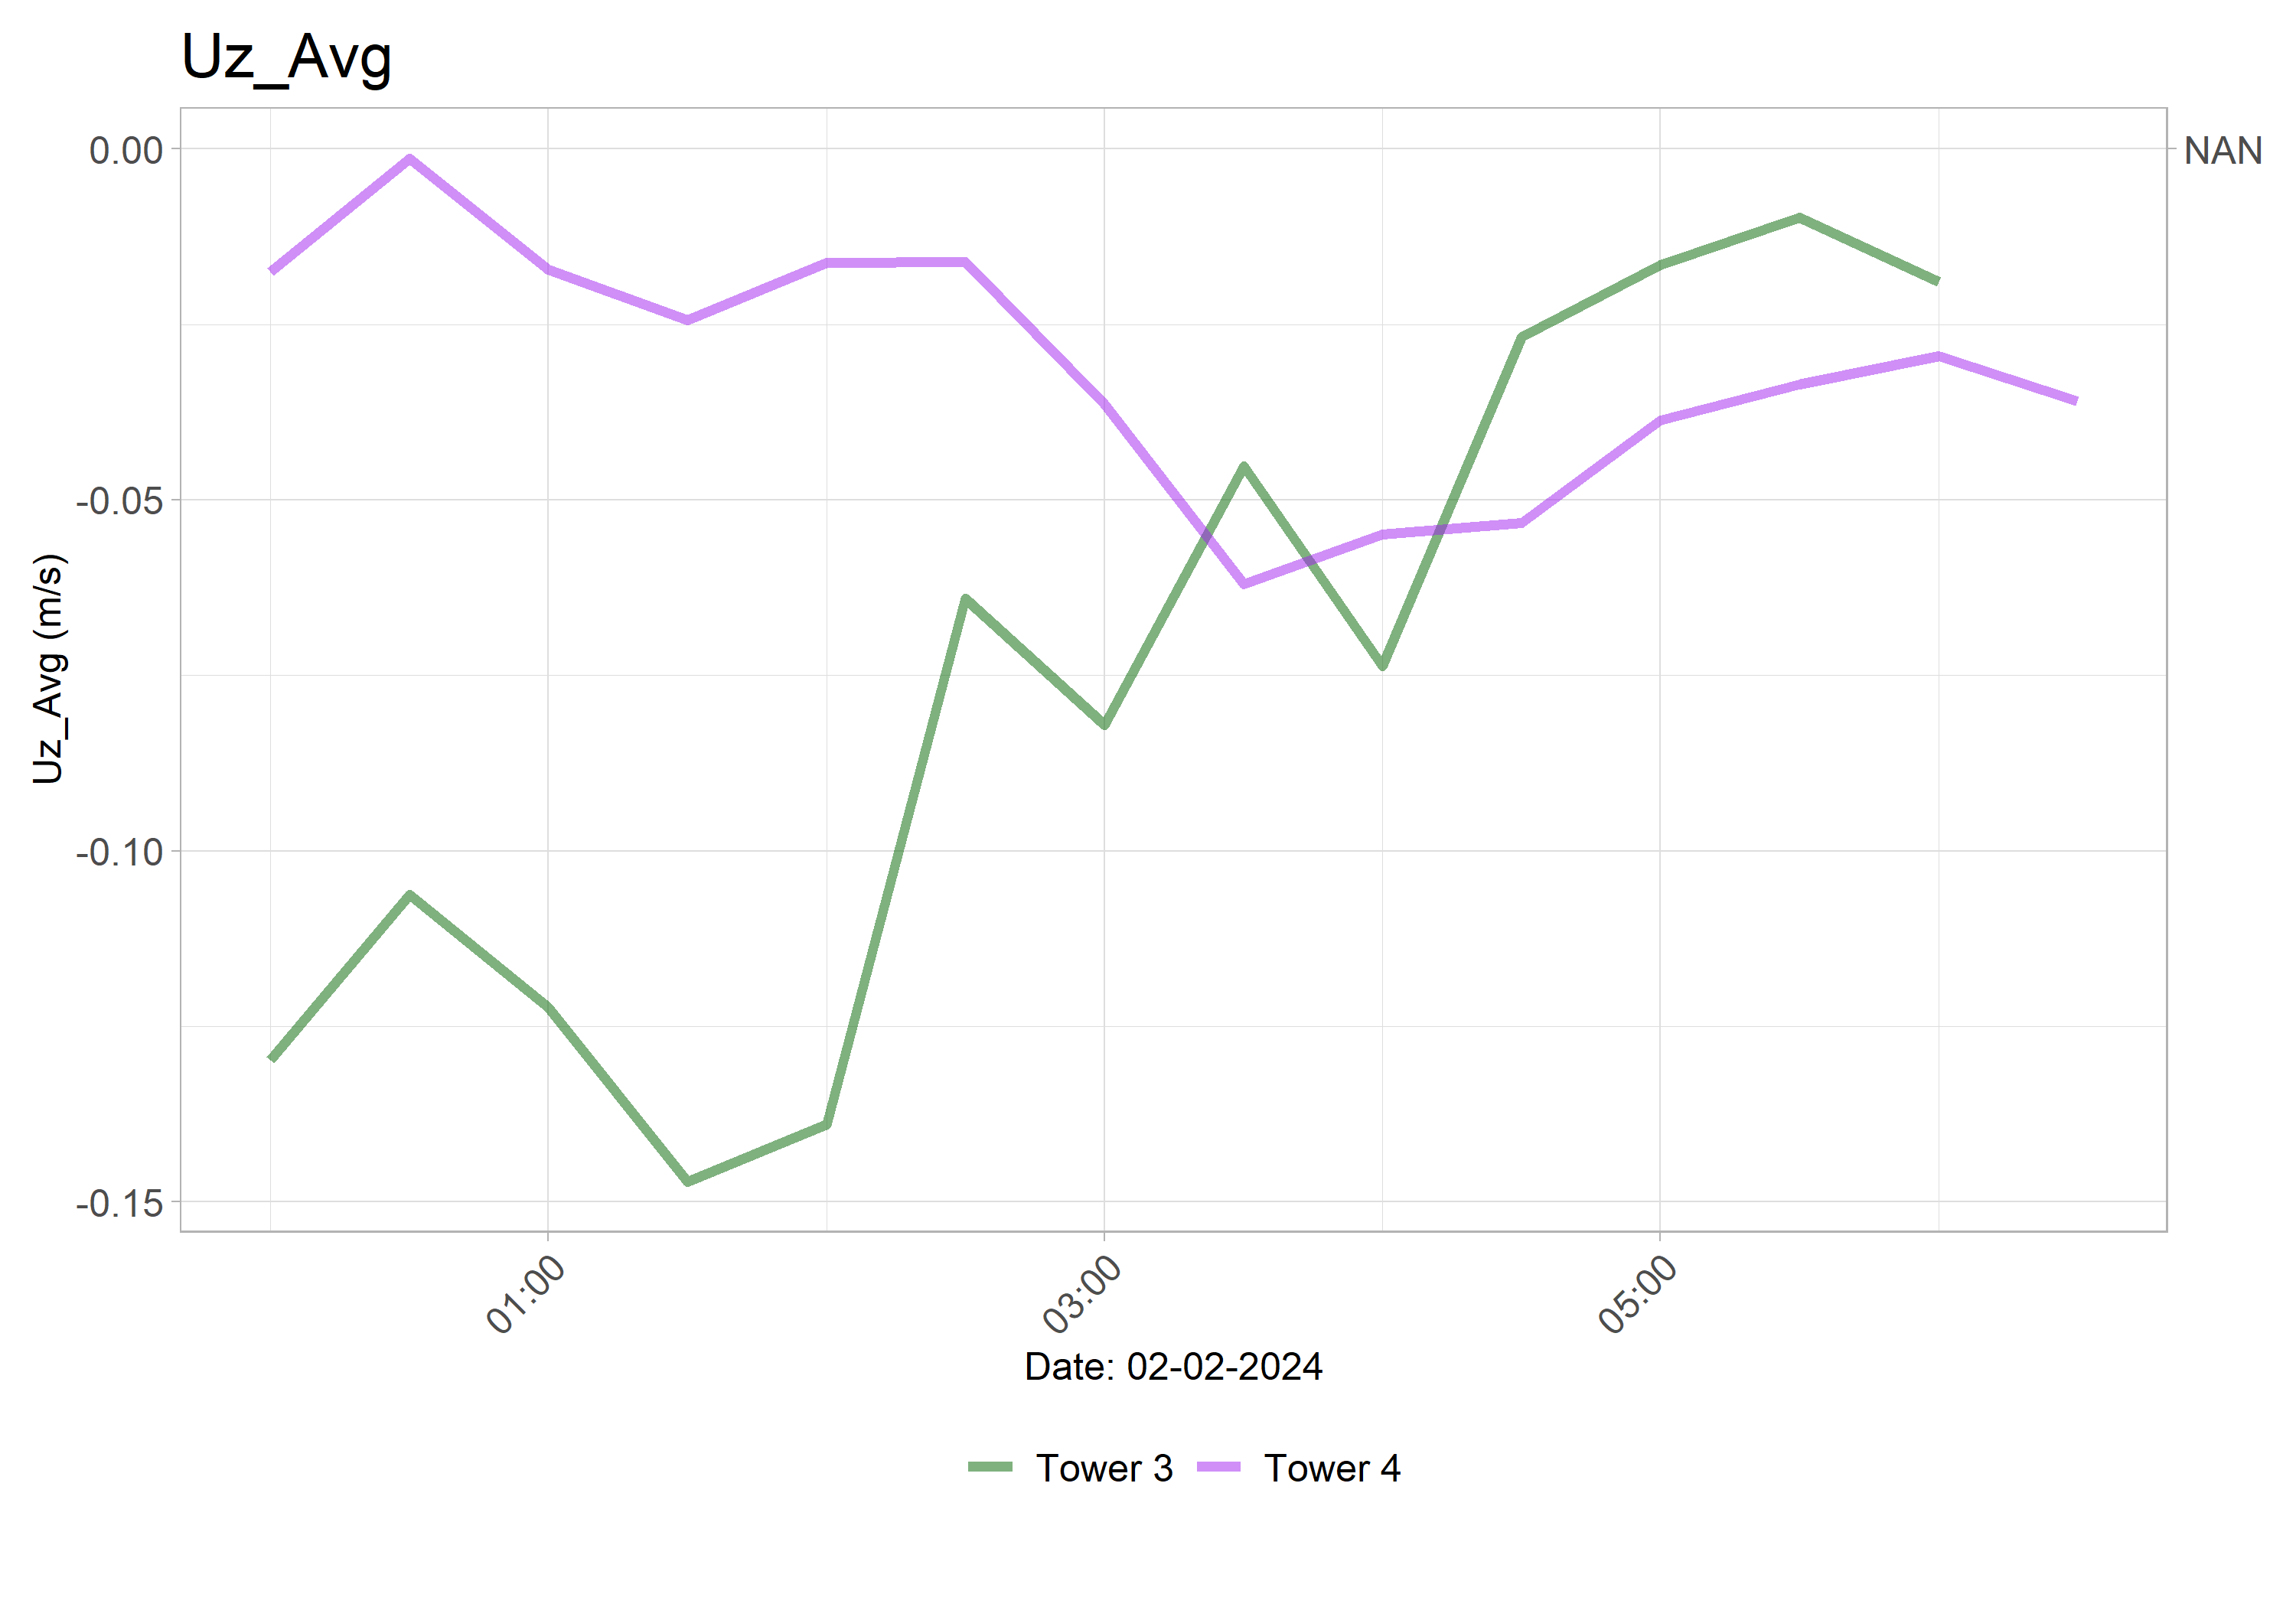 Uz_Avg
0.00
NAN
-0.05
-0.10
-0.15
Uz_Avg (m/s)
01:00
03:00
05:00
Date: 02-02-2024
Tower 3
Tower 4